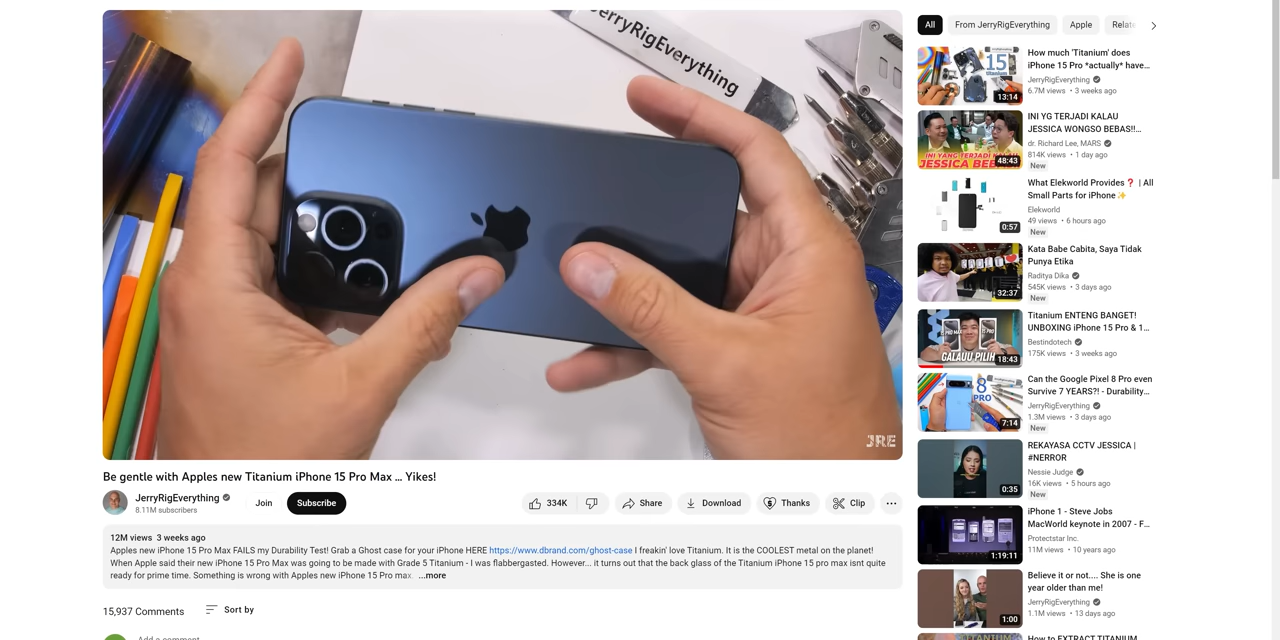 JerryRigEverything
JRE
Be gentle with Apples new Titanium iPhone 15 Pro Max ... Yikes!
JerryRigEverything
8.11M subscribers
Join
Subscribe
334K
Share
Download
Thanks
Clip
12M views 3 weeks ago
Apples new iPhone 15 Pro Max FAILS my Durability Test! Grab a Ghost case for your iPhone HERE https://www.dbrand.com/ghost-case I freakin' love Titanium. It is the COOLEST metal on the planet!
When Apple said their new iPhone 15 Pro Max was going to be made with Grade 5 Titanium - I was flabbergasted. However... it turns out that the back glass of the Titanium iPhone 15 pro max isnt quite
ready for prime time. Something is wrong with Apples new iPhone 15 Pro max. ...more
15,937 Comments
Sort by
Add a comment
All
From JerryRigEverything
Apple
Relate
15
titanium
13:14
How much 'Titanium' does
iPhone 15 Pro *actually* have...
JerryRigEverything
6.7M views • 3 weeks ago
INI YANG TERJADI KALAU
JESSICA BEBAS
48:43
INI YG TERJADI KALAU
JESSICA WONGSO BEBAS!!...
dr. Richard Lee, MARS
814K views • 1 day ago
New
0:57
What Elekworld Provides❓ | All
Small Parts for iPhone✨
Elekworld
49 views • 6 hours ago
New
32:37
Kata Babe Cabita, Saya Tidak
Punya Etika
Raditya Dika
545K views • 3 days ago
New
GALAUU PILIH
18:43
Titanium ENTENG BANGET!
UNBOXING iPhone 15 Pro & 1...
Bestindotech
175K views • 3 weeks ago
8
PRO
7:14
Can the Google Pixel 8 Pro even
Survive 7 YEARS?! - Durability...
JerryRigEverything
1.3M views • 3 days ago
New
0:35
REKAYASA CCTV JESSICA |
#NERROR
Nessie Judge
16K views • 5 hours ago
New
1:19:11
iPhone 1 - Steve Jobs
MacWorld keynote in 2007 - F...
Protectstar Inc.
11M views • 10 years ago
1:00
Believe it or not.... She is one
year older than me!
JerryRigEverything
1.1M views • 13 days ago
TITANIUM
How to EXTRACT TITANIUM